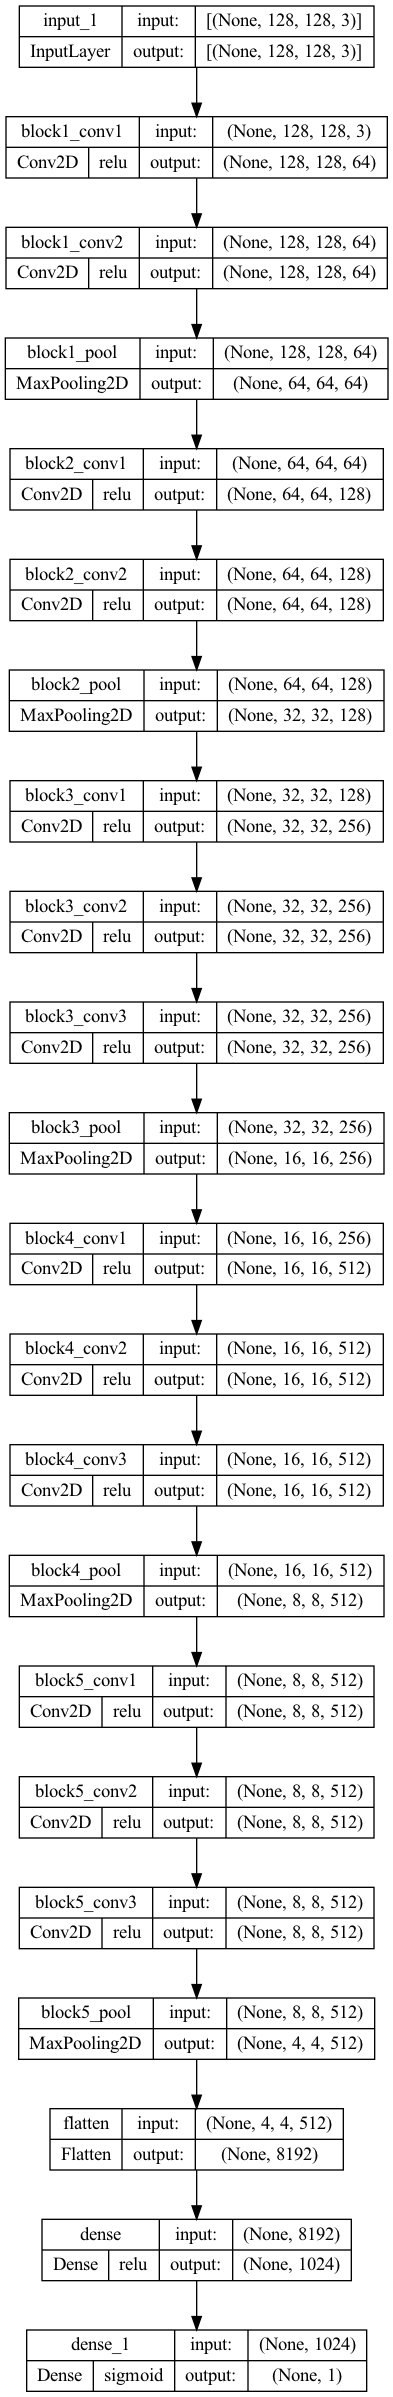 input_1 input: [(None, 128, 128, 3)]
InputLayer output: [(None, 128, 128, 3)]
block1_conv1 input: (None, 128, 128, 3)
Conv2D relu output: (None, 128, 128, 64)
block1_conv2 input: (None, 128, 128, 64)
Conv2D relu output: (None, 128, 128, 64)
block1_pool input: (None, 128, 128, 64)
MaxPooling2D output: (None, 64, 64, 64)
block2_conv1 input: (None, 64, 64, 64)
Conv2D relu output: (None, 64, 64, 128)
block2_conv2 input: (None, 64, 64, 128)
Conv2D relu output: (None, 64, 64, 128)
block2_pool input: (None, 64, 64, 128)
MaxPooling2D output: (None, 32, 32, 128)
block3_conv1 input: (None, 32, 32, 128)
Conv2D relu output: (None, 32, 32, 256)
block3_conv2 input: (None, 32, 32, 256)
Conv2D relu output: (None, 32, 32, 256)
block3_conv3 input: (None, 32, 32, 256)
Conv2D relu output: (None, 32, 32, 256)
block3_pool input: (None, 32, 32, 256)
MaxPooling2D output: (None, 16, 16, 256)
block4_conv1 input: (None, 16, 16, 256)
Conv2D relu output: (None, 16, 16, 512)
block4_conv2 input: (None, 16, 16, 512)
Conv2D relu output: (None, 16, 16, 512)
block4_conv3 input: (None, 16, 16, 512)
Conv2D relu output: (None, 16, 16, 512)
block4_pool input: (None, 16, 16, 512)
MaxPooling2D output: (None, 8, 8, 512)
block5_conv1 input: (None, 8, 8, 512)
Conv2D relu output: (None, 8, 8, 512)
block5_conv2 input: (None, 8, 8, 512)
Conv2D relu output: (None, 8, 8, 512)
block5_conv3 input: (None, 8, 8, 512)
Conv2D relu output: (None, 8, 8, 512)
block5_pool input: (None, 8, 8, 512)
MaxPooling2D output: (None, 4, 4, 512)
flatten input: (None, 4, 4, 512)
Flatten output: (None, 8192)
dense input: (None, 8192)
Dense relu output: (None, 1024)
dense_1 input: (None, 1024)
Dense sigmoid output: (None, 1)